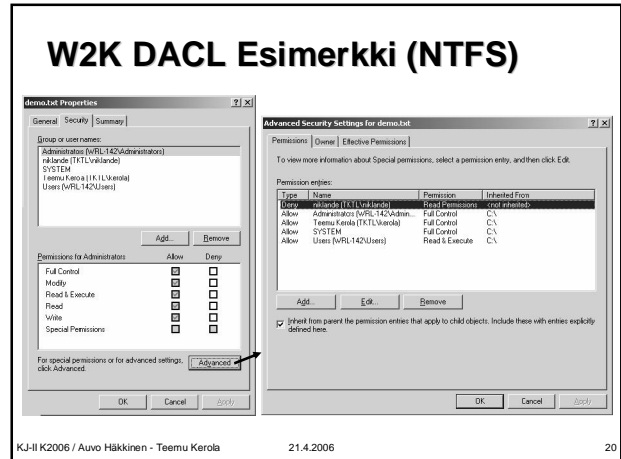 W2K DACL Esimerkki (NTFS)
demo.txt Properties
General Security Summary
Group or user names:
Administrators (WRL-142\Administrators)
niklande (TKTL\niklande)
SYSTEM
Teemu Kerola (TKTL\kerola)
Users (WRL-142\Users)
Add... Remove
Permissions for Administrators Allow Deny
Full Control
Modify
Read & Execute
Read
Write
Special Permissions
For special permissions or for advanced settings,
click Advanced.
Advanced
OK Cancel Apply
Advanced Security Settings for demo.txt
Permissions Owner Effective Permissions
To view more information about Special permissions, select a permission entry, and then click Edit.
Permission entries:
Type Name Permission Inherited From
Deny niklande (TKTL\niklande) Read Permissions <not inherited>
Allow Administrators (WRL-142\Admin... Full Control C:\
Allow Teemu Kerola (TKTL\kerola) Full Control C:\
Allow SYSTEM Full Control C:\
Allow Users (WRL-142\Users) Read & Execute C:\
Add... Edit... Remove
Inherit from parent the permission entries that apply to child objects. Include these with entries explicitly
defined here.
OK Cancel Apply
KJ-II K2006 / Auvo Häkkinen - Teemu Kerola 21.4.2006 20